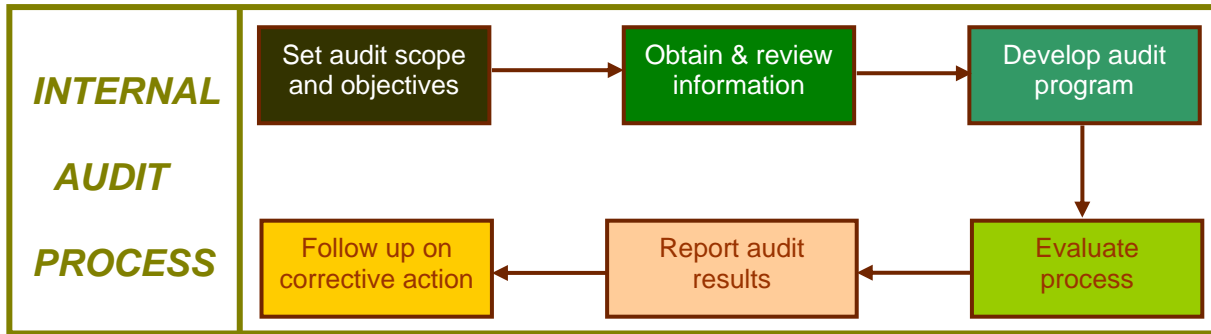 INTERNAL
AUDIT
PROCESS
Set audit scope
and objectives
Obtain & review
information
Develop audit
program
Evaluate
process
Report audit
results
Follow up on
corrective action